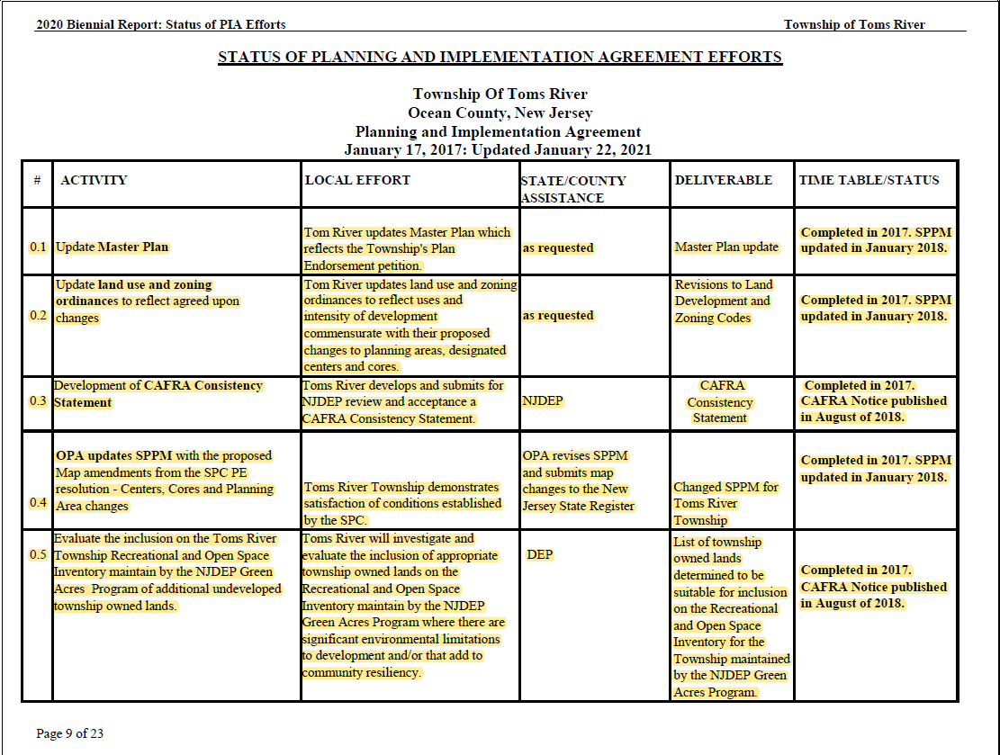 2020 Biennial Report: Status of PIA Efforts
Township of Toms River
STATUS OF PLANNING AND IMPLEMENTATION AGREEMENT EFFORTS
Township Of Toms River
Ocean County, New Jersey
Planning and Implementation Agreement
January 17, 2017: Updated January 22, 2021
#
ACTIVITY
LOCAL EFFORT
STATE/COUNTY
ASSISTANCE
DELIVERABLE
TIME TABLE/STATUS
0.1
Update Master Plan
Tom River updates Master Plan which
reflects the Township's Plan
Endorsement petition.
as requested
Master Plan update
Completed in 2017. SPPM
updated in January 2018.
0.2
Update land use and zoning
ordinances to reflect agreed upon
changes
Tom River updates land use and zoning
ordinances to reflect uses and
intensity of development
commensurate with their proposed
changes to planning areas, designated
centers and cores.
as requested
Revisions to Land
Development and
Zoning Codes
Completed in 2017. SPPM
updated in January 2018.
0.3
Development of CAFRA Consistency
Statement
Toms River develops and submits for
NJDEP review and acceptance a
CAFRA Consistency Statement.
NJDEP
CAFRA
Consistency
Statement
Completed in 2017.
CAFRA Notice published
in August of 2018.
0.4
OPA updates SPPM with the proposed
Map amendments from the SPC PE
resolution - Centers, Cores and Planning
Area changes
Toms River Township demonstrates
satisfaction of conditions established
by the SPC.
OPA revises SPPM
and submits map
changes to the New
Jersey State Register
Changed SPPM for
Toms River
Township
Completed in 2017. SPPM
updated in January 2018.
0.5
Evaluate the inclusion on the Toms River
Township Recreational and Open Space
Inventory maintain by the NJDEP Green
Acres Program of additional undeveloped
township owned lands.
Toms River will investigate and
evaluate the inclusion of appropriate
township owned lands on the
Recreational and Open Space
Inventory maintain by the NJDEP
Green Acres Program where there are
significant environmental limitations
to development and/or that add to
community resiliency.
DEP
List of township
owned lands
determined to be
suitable for inclusion
on the Recreational
and Open Space
Inventory for the
Township maintained
by the NJDEP Green
Acres Program.
Completed in 2017.
CAFRA Notice published
in August of 2018.
Page 9 of 23